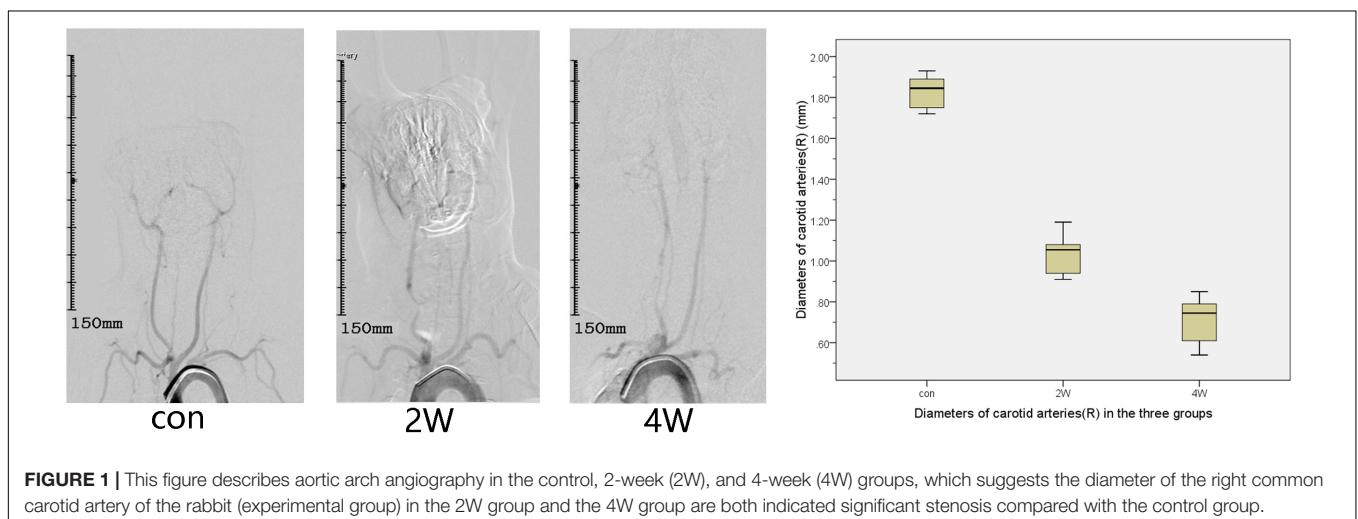 150mm
con
150mm
2W
150mm
4W
Diameters of carotid arteries(R) (mm)
2.00
1.80
1.60
1.40
1.20
1.00
.80
.60
con 2W 4W
Diameters of carotid arteries(R) in the three groups
FIGURE 1 | This figure describes aortic arch angiography in the control, 2-week (2W), and 4-week (4W) groups, which suggests the diameter of the right common
carotid artery of the rabbit (experimental group) in the 2W group and the 4W group are both indicated significant stenosis compared with the control group.